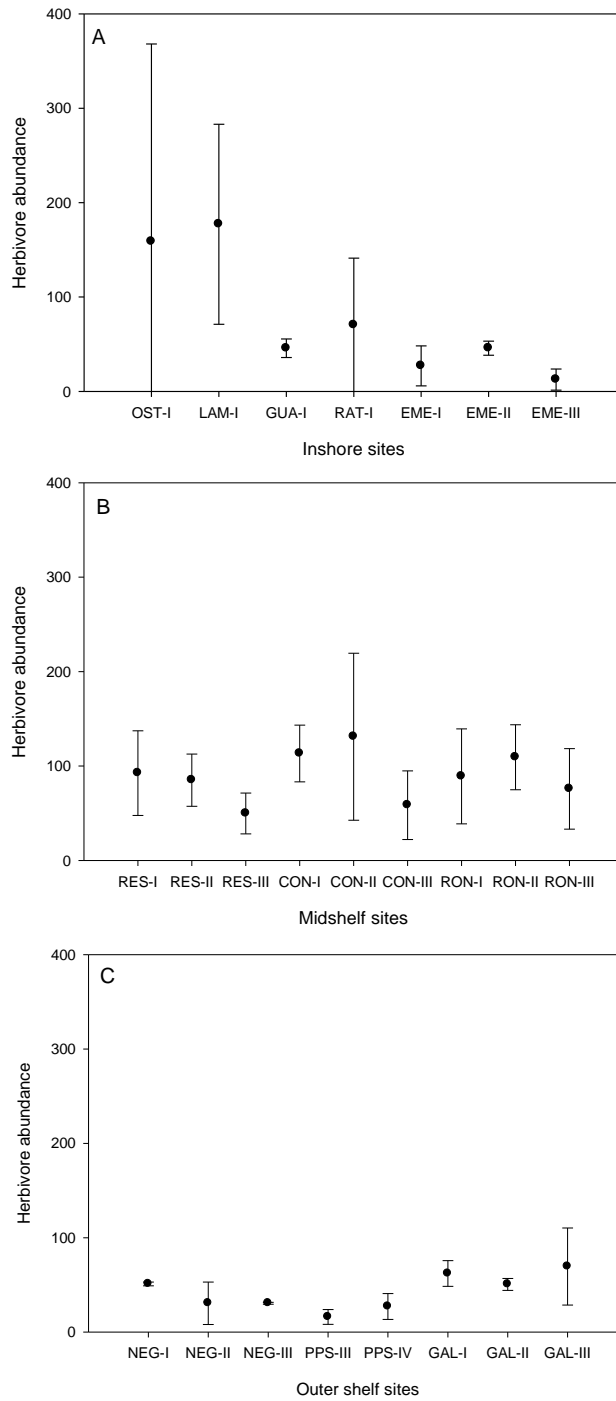 A
400
300
200
100
0
Herbivore abundance
OST-I LAM-I GUA-I RAT-I EME-I EME-II EME-III
Inshore sites
B
400
300
200
100
0
Herbivore abundance
RES-I RES-II RES-III CON-I CON-II CON-III RON-I RON-II RON-III
Midshelf sites
C
400
300
200
100
0
Herbivore abundance
NEG-I NEG-II NEG-III PPS-III PPS-IV GAL-I GAL-II GAL-III
Outer shelf sites